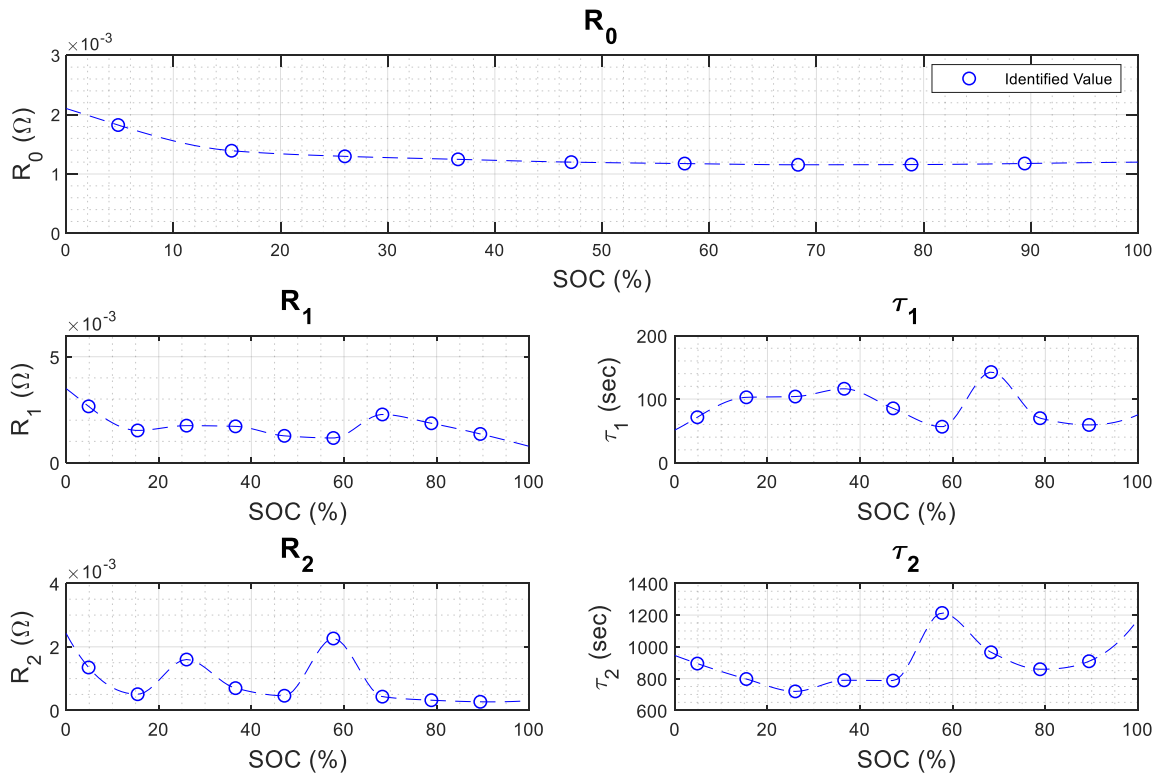 R₀
×10⁻³
3
2
1
0
R₀ (Ω)
Identified Value
0 10 20 30 40 50 60 70 80 90 100
SOC (%)
R₁
×10⁻³
5
0
R₁ (Ω)
0 20 40 60 80 100
SOC (%)
τ₁
200
100
0
τ₁ (sec)
0 20 40 60 80 100
SOC (%)
R₂
×10⁻³
4
2
0
R₂ (Ω)
0 20 40 60 80 100
SOC (%)
τ₂
1400
1200
1000
800
600
τ₂ (sec)
0 20 40 60 80 100
SOC (%)